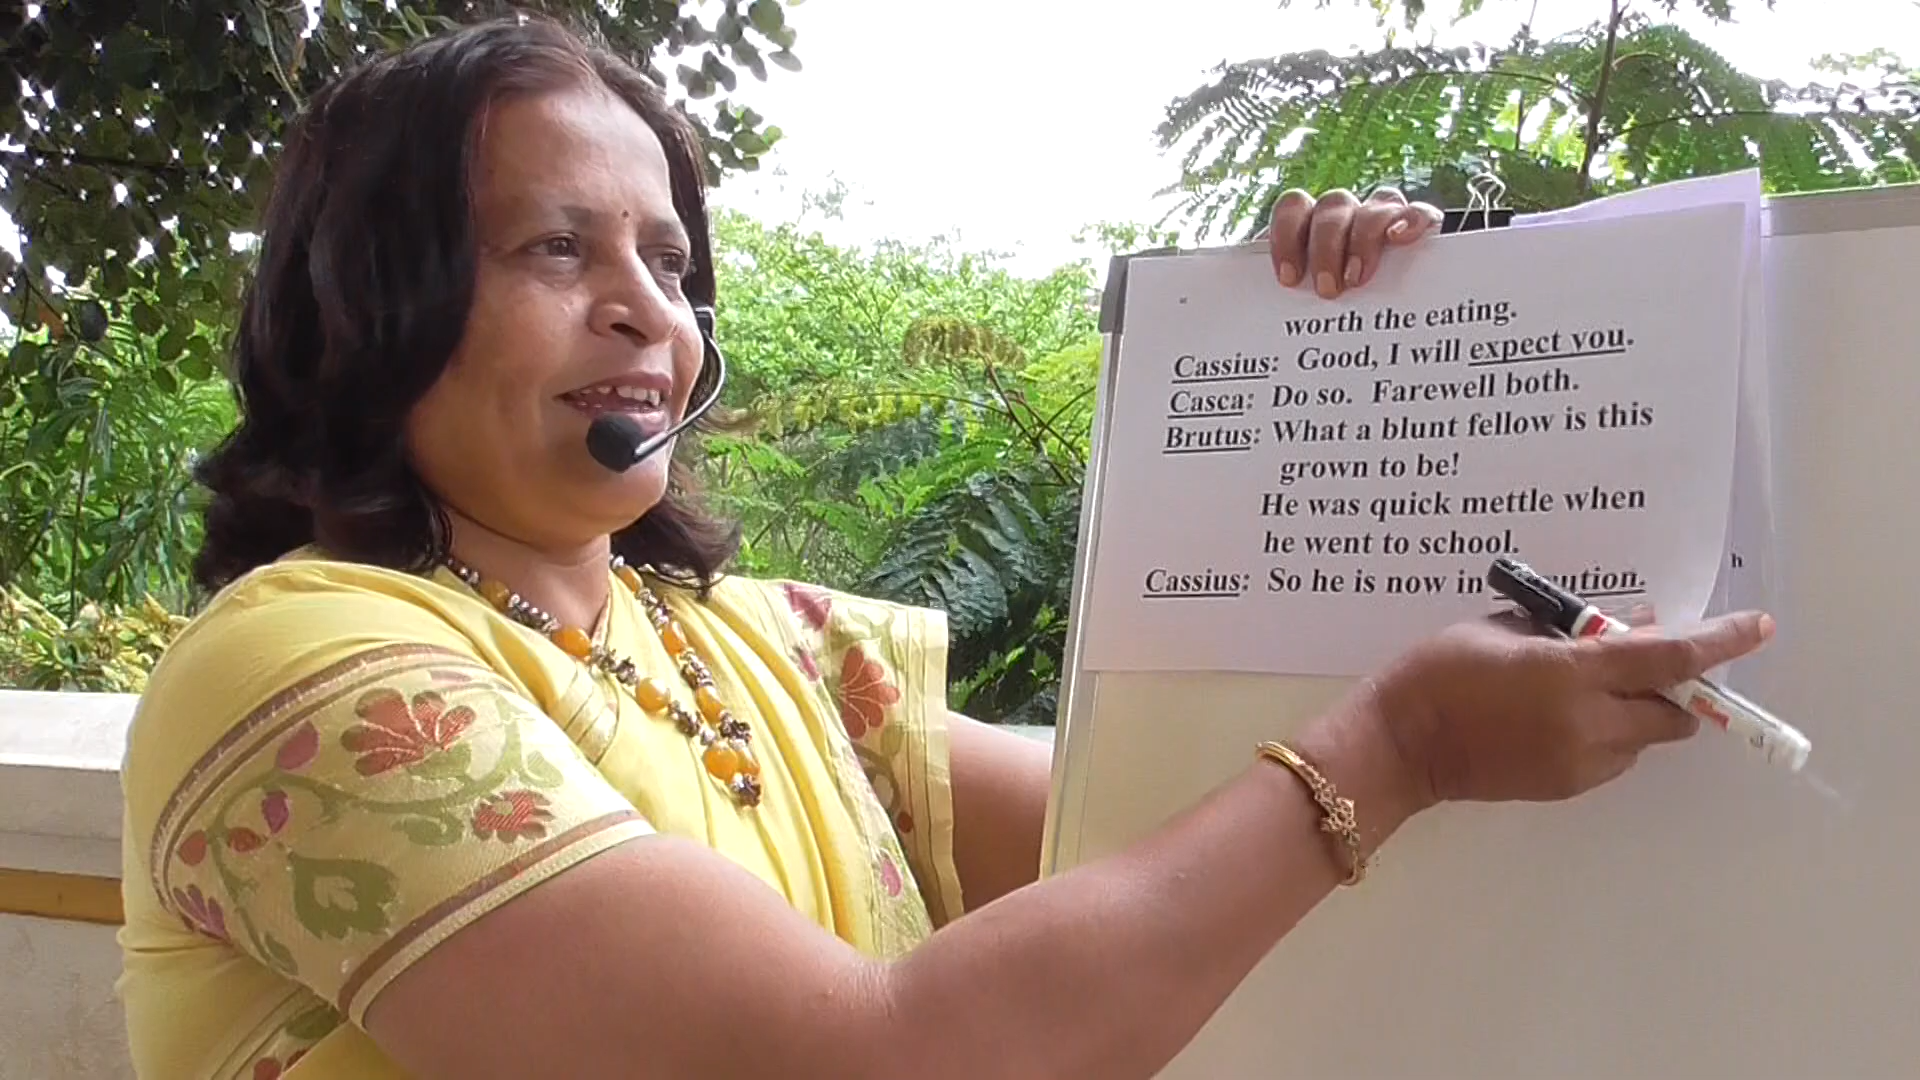 worth the eating.
Cassius: Good, I will expect you.
Casca: Do so. Farewell both.
Brutus: What a blunt fellow is this
grown to be!
He was quick mettle when
he went to school.
Cassius: So he is now in
h